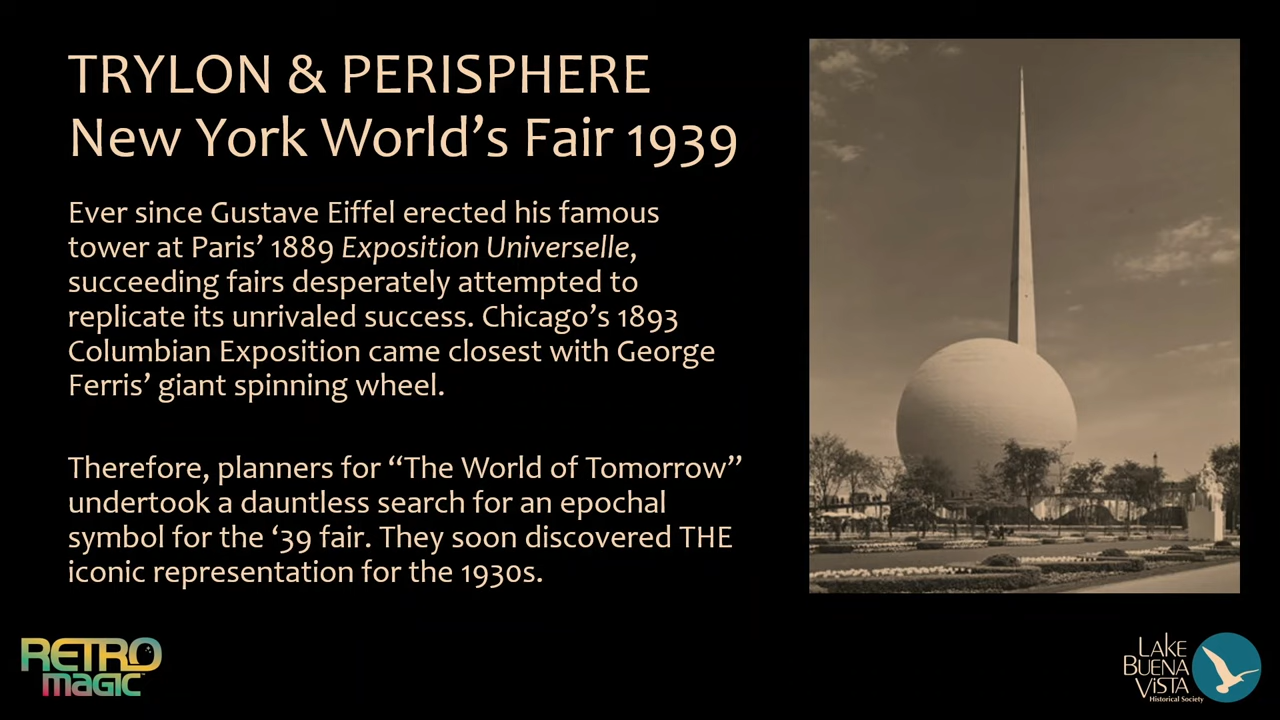 TRYLON & PERISPHERE
New York World’s Fair 1939
Ever since Gustave Eiffel erected his famous
tower at Paris’ 1889 Exposition Universelle,
succeeding fairs desperately attempted to
replicate its unrivaled success. Chicago’s 1893
Columbian Exposition came closest with George
Ferris’ giant spinning wheel.
Therefore, planners for “The World of Tomorrow”
undertook a dauntless search for an epochal
symbol for the ‘39 fair. They soon discovered THE
iconic representation for the 1930s.
RETRO
MAGIC
LAKE
BUENA
VISTA
Historical Society